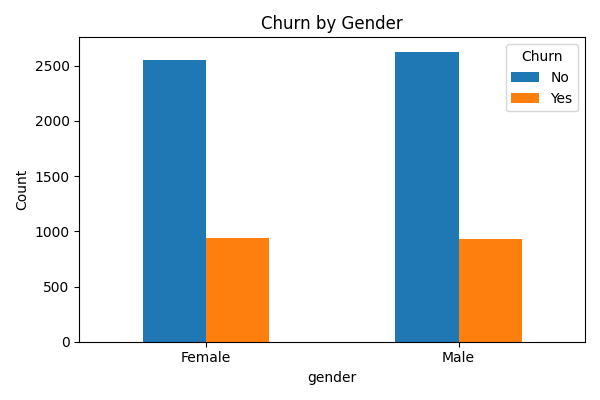 Churn by Gender
Churn
No
Yes
Count
2500
2000
1500
1000
500
0
Female
Male
gender